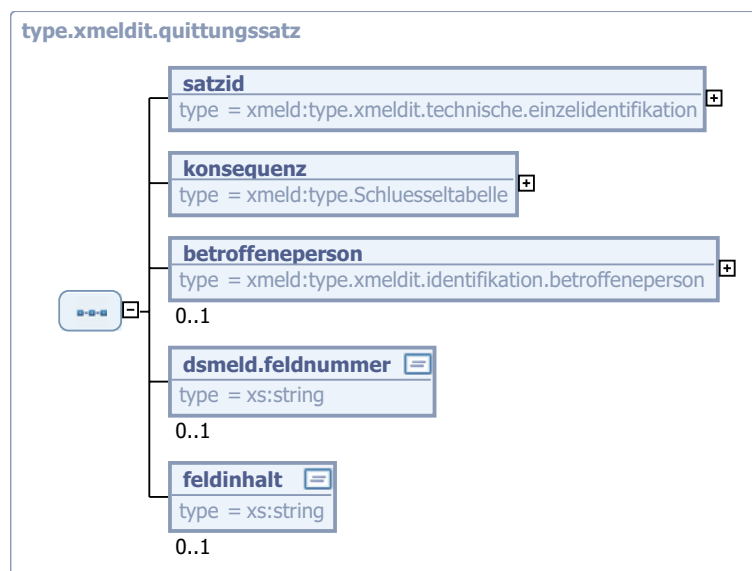 type.xmeldit.quittungssatz
satzid
type = xmeld:type.xmeldit.technische.einzelidentifikation
konsequenz
type = xmeld:type.Schluesseltabelle
betroffeneperson
type = xmeld:type.xmeldit.identifikation.betroffeneperson
0..1
dsmeld.feldnummer
type = xs:string
0..1
feldinhalt
type = xs:string
0..1